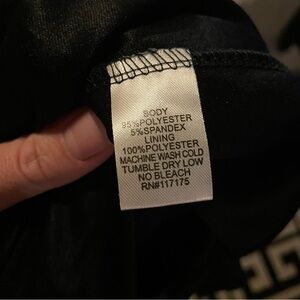 BODY
95%POLYESTER
5%SPANDEX
LINING
100%POLYESTER
MACHINE WASH COLD
TUMBLE DRY LOW
NO BLEACH
RN#117175